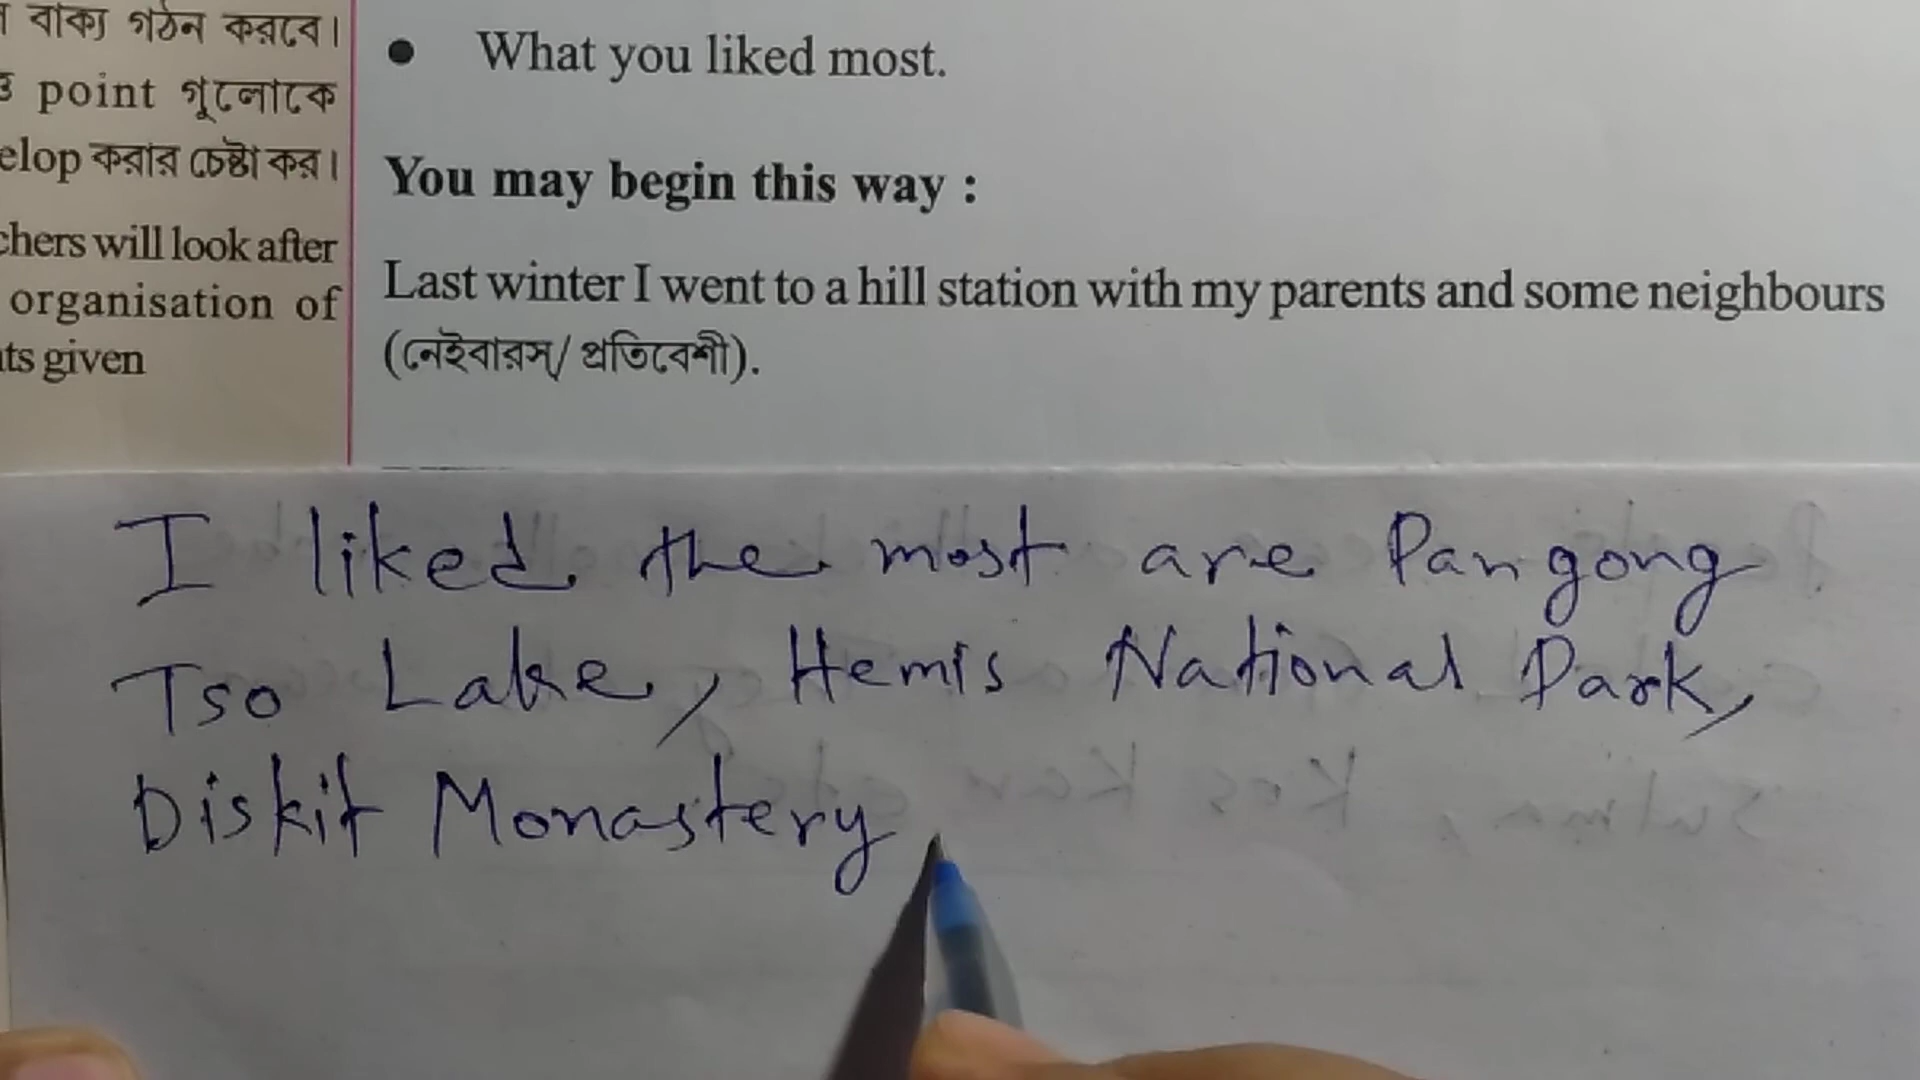 বাক্য গঠন করবে।
point গুলোকে
elop করার চেষ্টা কর।
chers will look after
organisation of
nts given
• What you liked most.
You may begin this way :
Last winter I went to a hill station with my parents and some neighbours
(নেইবারস্/ প্রতিবেশী).
I liked the most are Pangong
Tso Lake, Hemis National Park,
Diskit Monastery